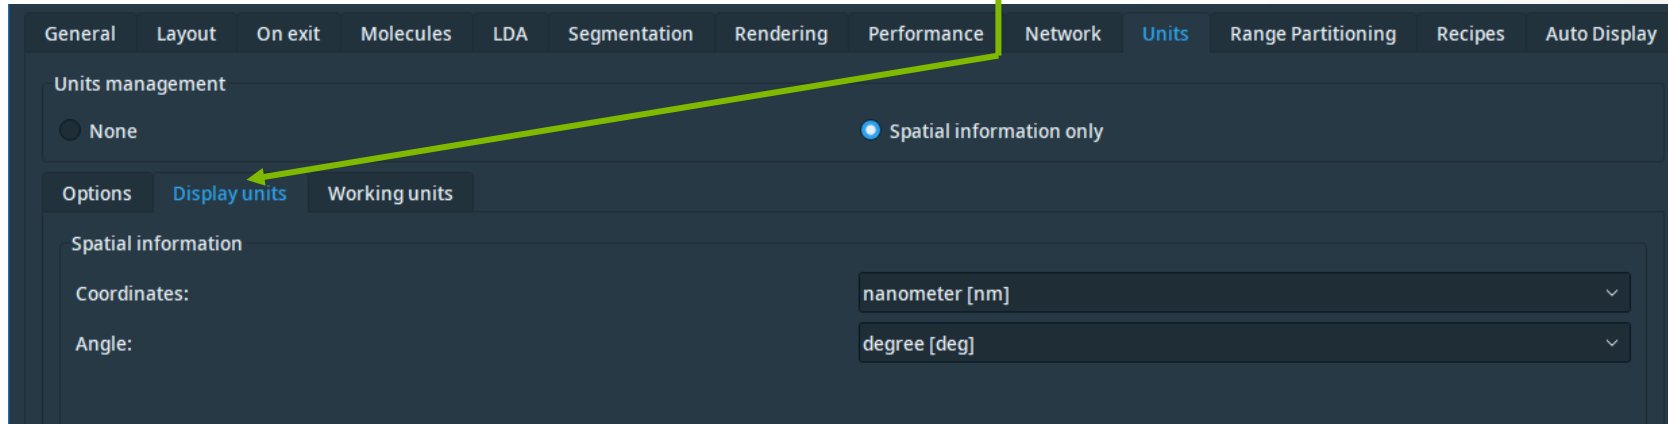 General Layout On exit Molecules LDA Segmentation Rendering Performance Network Units Range Partitioning Recipes Auto Display
Units management
None Spatial information only
Options Display units Working units
Spatial information
Coordinates: nanometer [nm]
Angle: degree [deg]